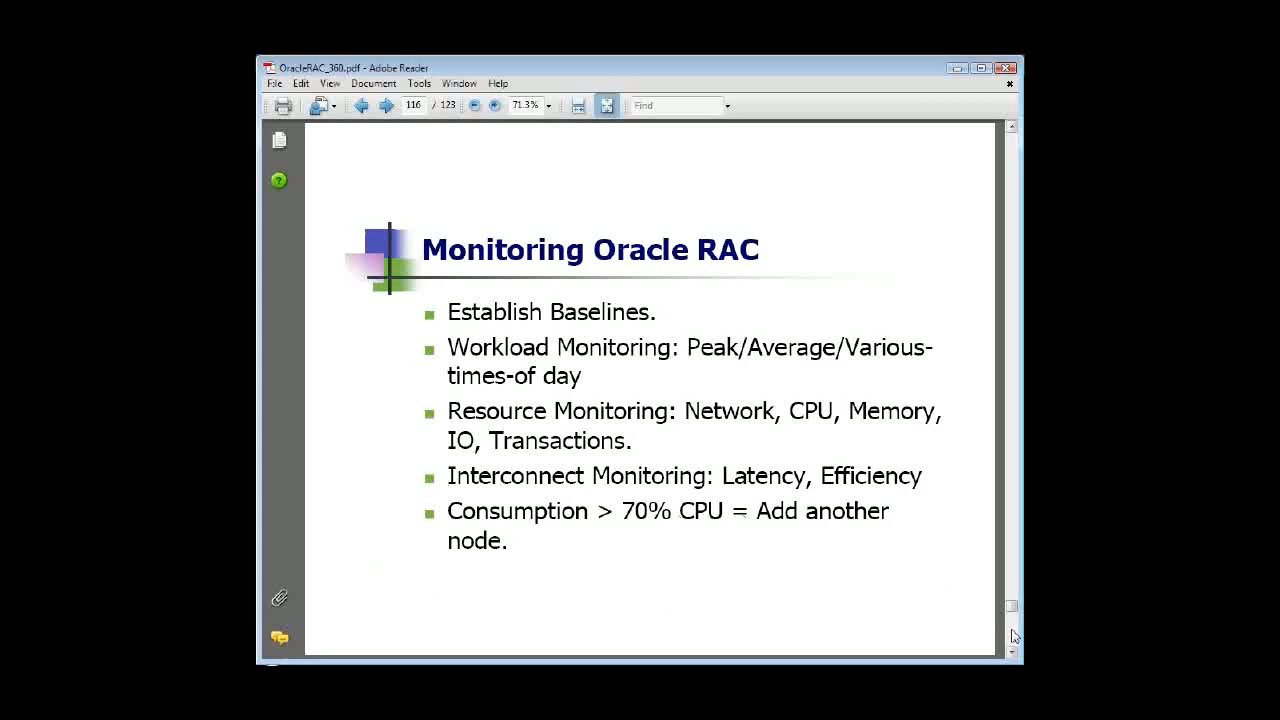 OracleRAC_360.pdf - Adobe Reader
File Edit View Document Tools Window Help
116 / 123 71.3% Find
Monitoring Oracle RAC
Establish Baselines.
Workload Monitoring: Peak/Average/Various-
times-of day
Resource Monitoring: Network, CPU, Memory,
IO, Transactions.
Interconnect Monitoring: Latency, Efficiency
Consumption > 70% CPU = Add another
node.